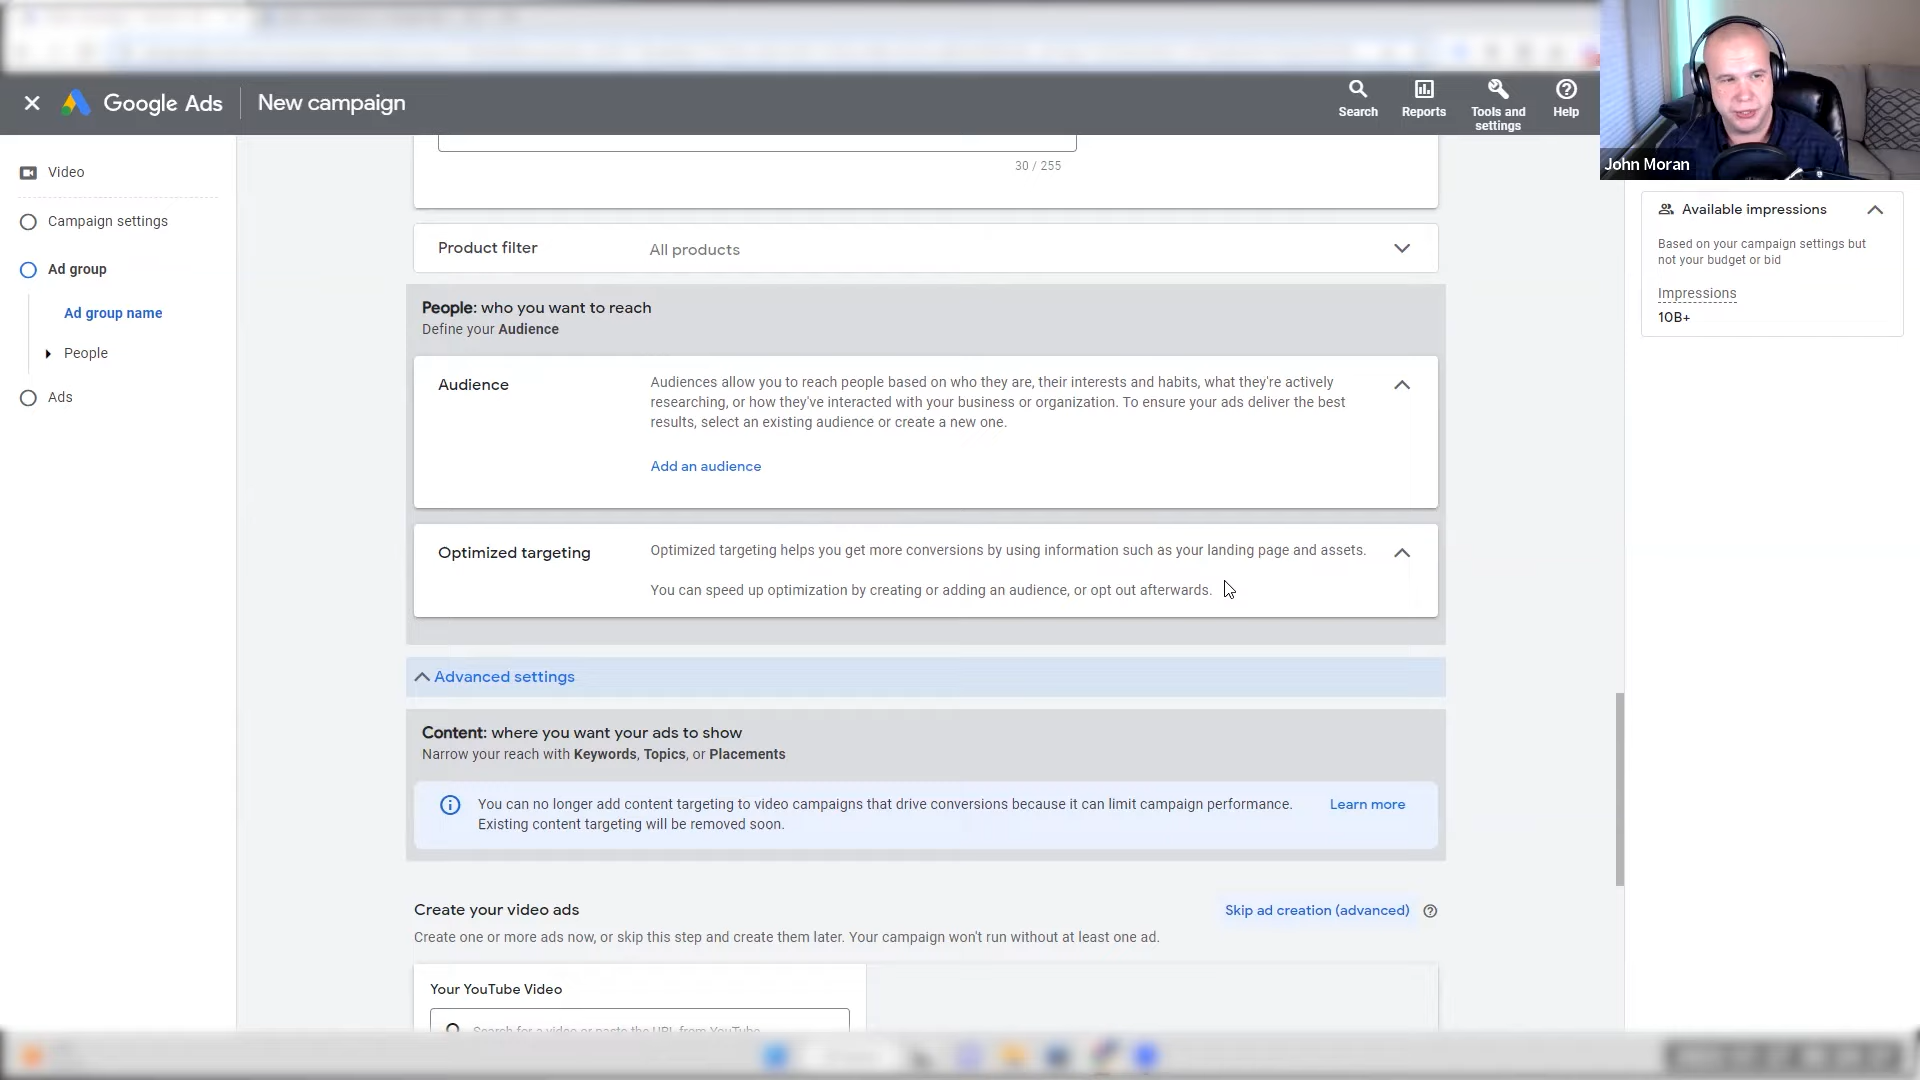 Google Ads
New campaign
Search
Reports
Tools and
settings
Help
John Moran
Video
Campaign settings
Ad group
Ad group name
People
Ads
30 / 255
Product filter
All products
People: who you want to reach
Define your Audience
Audience
Audiences allow you to reach people based on who they are, their interests and habits, what they're actively
researching, or how they've interacted with your business or organization. To ensure your ads deliver the best
results, select an existing audience or create a new one.
Add an audience
Optimized targeting
Optimized targeting helps you get more conversions by using information such as your landing page and assets.
You can speed up optimization by creating or adding an audience, or opt out afterwards.
Advanced settings
Content: where you want your ads to show
Narrow your reach with Keywords, Topics, or Placements
You can no longer add content targeting to video campaigns that drive conversions because it can limit campaign performance.
Existing content targeting will be removed soon.
Learn more
Create your video ads
Skip ad creation (advanced)
Create one or more ads now, or skip this step and create them later. Your campaign won't run without at least one ad.
Your YouTube Video
Search for a video or paste the URL from YouTube
Available impressions
Based on your campaign settings but
not your budget or bid
Impressions
10B+